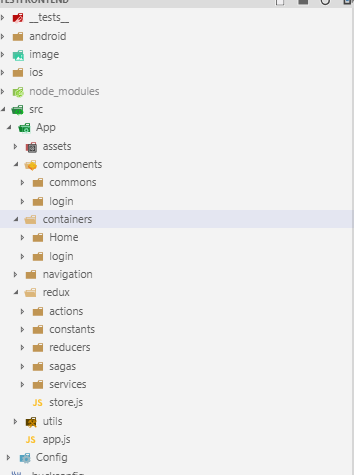 TESTFRONTEND
__tests__
android
image
ios
node_modules
src
App
assets
components
commons
login
containers
Home
login
navigation
redux
actions
constants
reducers
sagas
services
JS store.js
utils
JS app.js
Config
.buckconfig